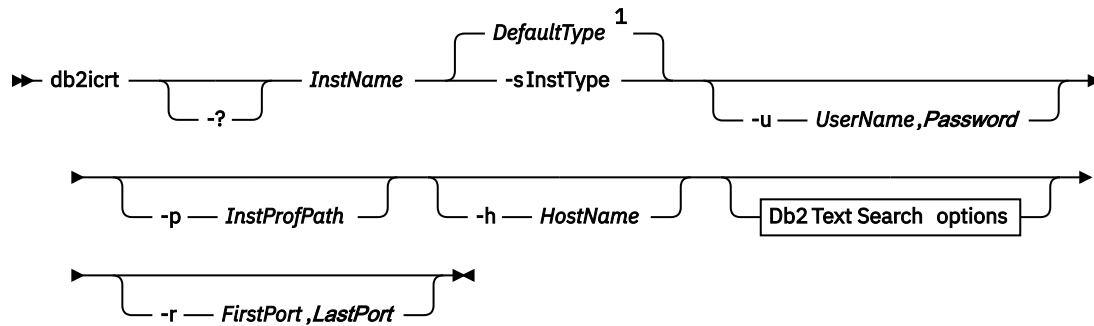 DefaultType 1
db2icrt InstName -s InstType
-? -u UserName ,Password
-p InstProfPath -h HostName Db2 Text Search options
-r FirstPort ,LastPort